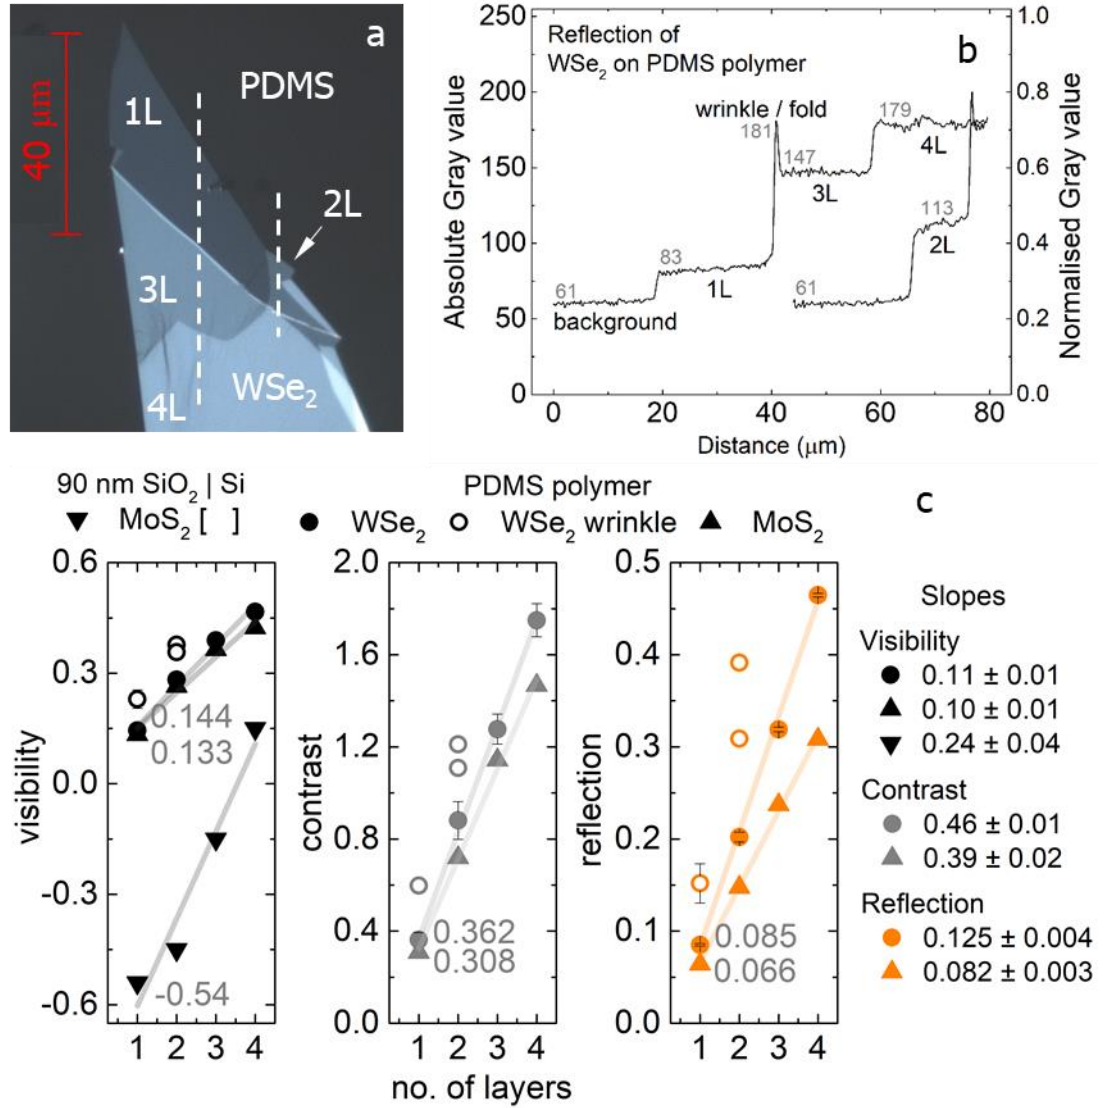 a
PDMS
1L
40 μm
2L
3L
WSe₂
4L
b
Reflection of
WSe₂ on PDMS polymer
wrinkle / fold
181
179
4L
147
3L
113
2L
83
1L
61
background
61
Absolute Gray value
250
200
150
100
50
0
Normalised Gray value
1.0
0.8
0.6
0.4
0.2
0.0
0 20 40 60 80
Distance (μm)
c
90 nm SiO₂ | Si
PDMS polymer
MoS₂ [ ]
WSe₂
WSe₂ wrinkle
MoS₂
visibility
0.6
0.3
0.0
-0.3
-0.6
0.144
0.133
-0.54
1 2 3 4
contrast
2.0
1.6
1.2
0.8
0.4
0.0
0.362
0.308
1 2 3 4
reflection
0.5
0.4
0.3
0.2
0.1
0.0
0.085
0.066
1 2 3 4
no. of layers
Slopes
Visibility
0.11 ± 0.01
0.10 ± 0.01
0.24 ± 0.04
Contrast
0.46 ± 0.01
0.39 ± 0.02
Reflection
0.125 ± 0.004
0.082 ± 0.003